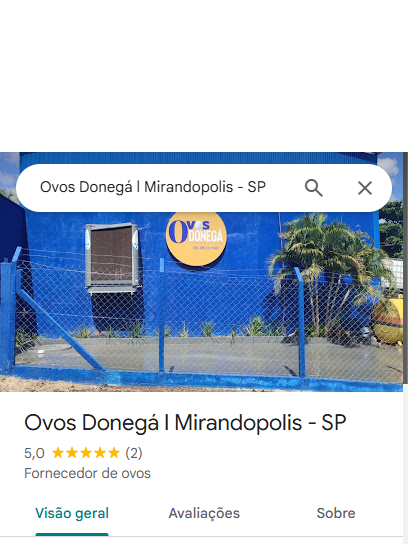 Ovos Donegá l Mirandopolis - SP
OVOS
DONEGÁ
Ovos Donegá l Mirandopolis - SP
5,0 ★★★★★ (2)
Fornecedor de ovos
Visão geral Avaliações Sobre